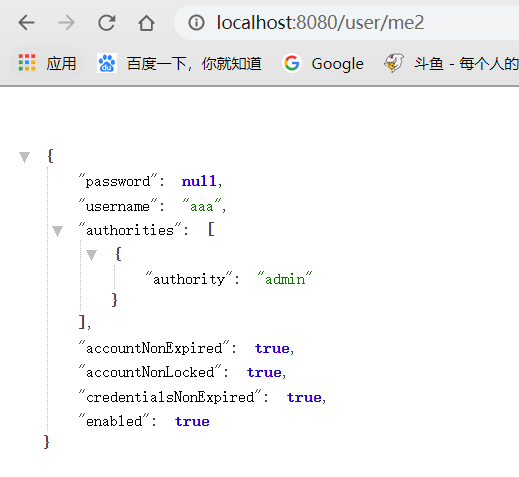 localhost:8080/user/me2
应用 百度一下，你就知道 Google 斗鱼 - 每个人的
{
"password": null,
"username": "aaa",
"authorities": [
{
"authority": "admin"
}
],
"accountNonExpired": true,
"accountNonLocked": true,
"credentialsNonExpired": true,
"enabled": true
}